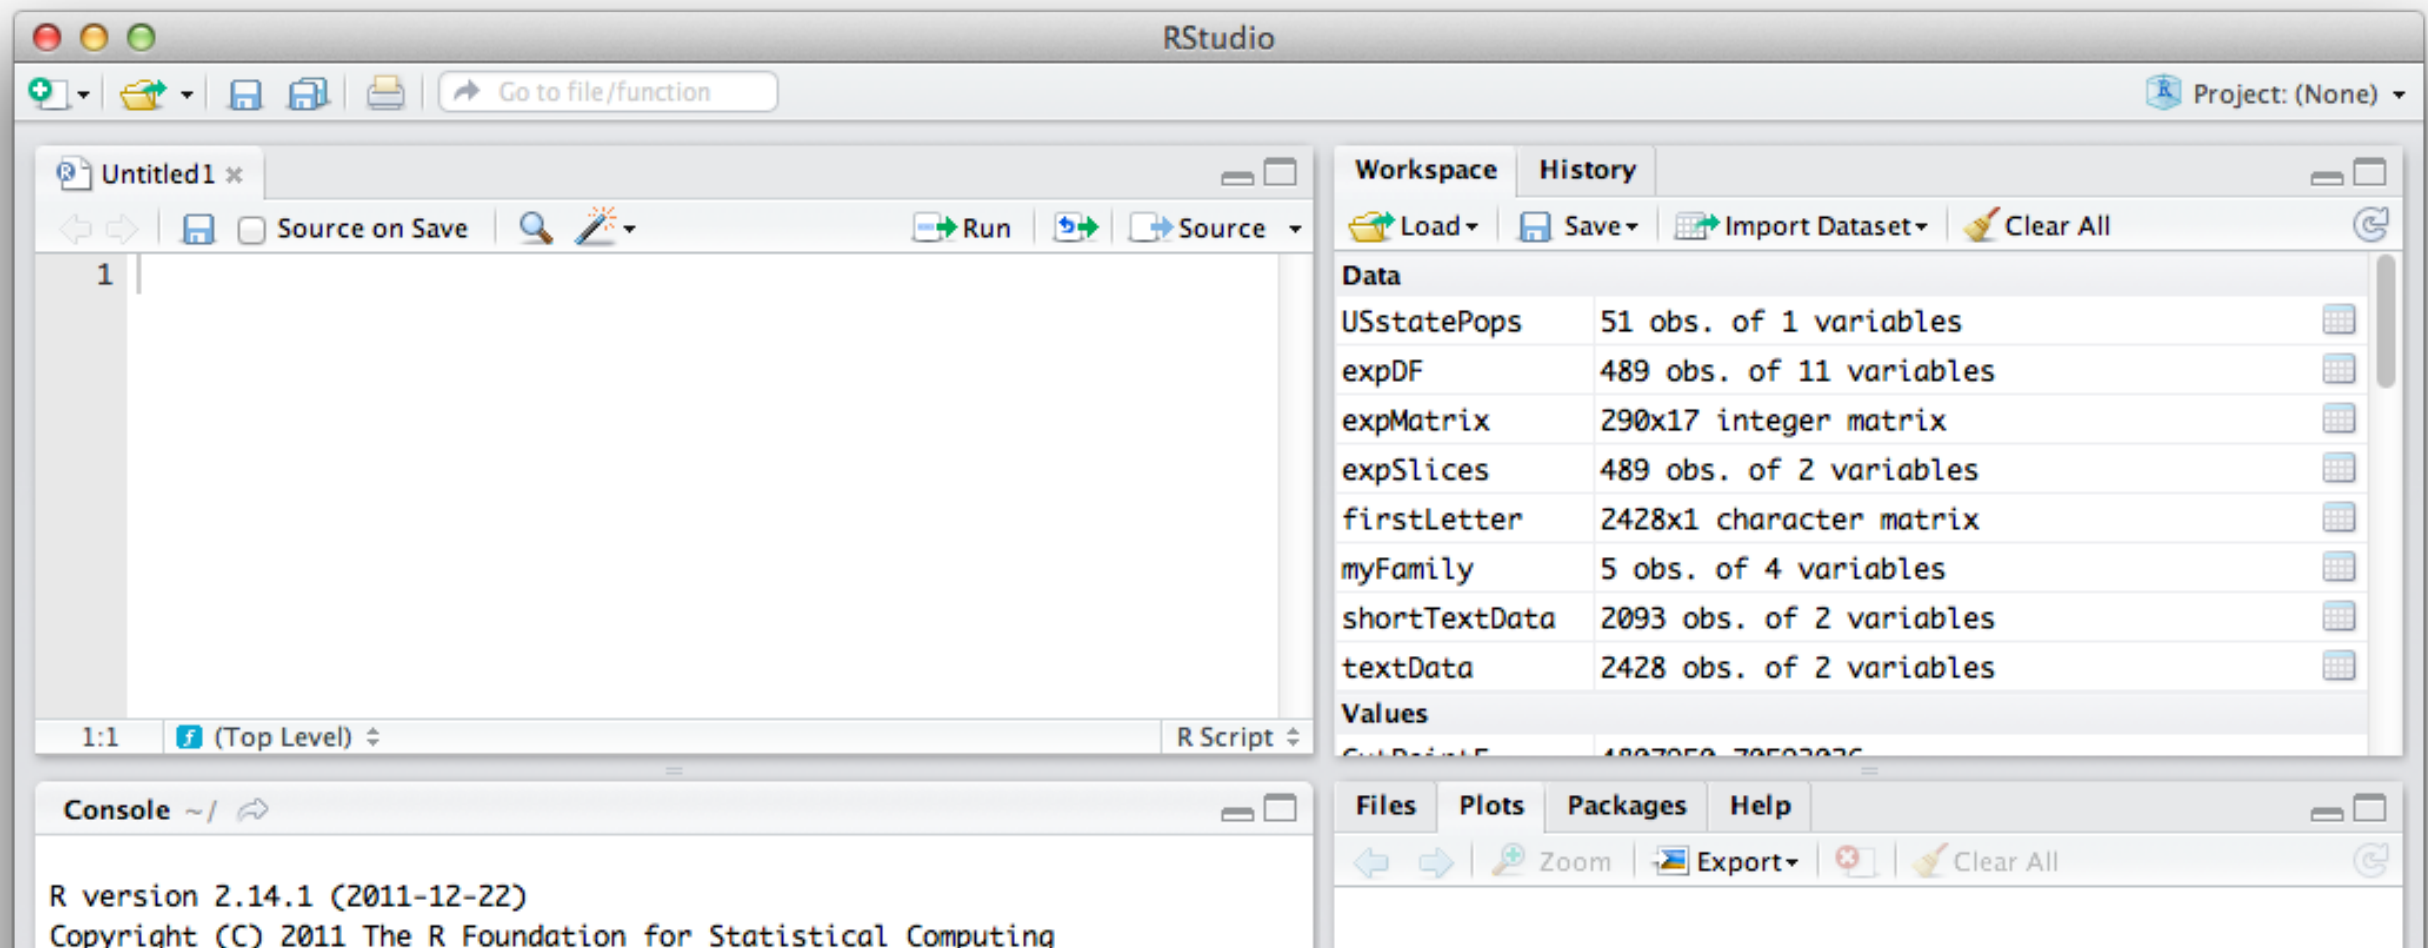 RStudio
Go to file/function
Project: (None)
Untitled1
Source on Save
Run
Source
1
1:1
(Top Level)
R Script
Workspace
History
Load
Save
Import Dataset
Clear All
Data
USstatePops 51 obs. of 1 variables
expDF 489 obs. of 11 variables
expMatrix 290x17 integer matrix
expSlices 489 obs. of 2 variables
firstLetter 2428x1 character matrix
myFamily 5 obs. of 4 variables
shortTextData 2093 obs. of 2 variables
textData 2428 obs. of 2 variables
Values
Console ~/
R version 2.14.1 (2011-12-22)
Copyright (C) 2011 The R Foundation for Statistical Computing
Files
Plots
Packages
Help
Zoom
Export
Clear All